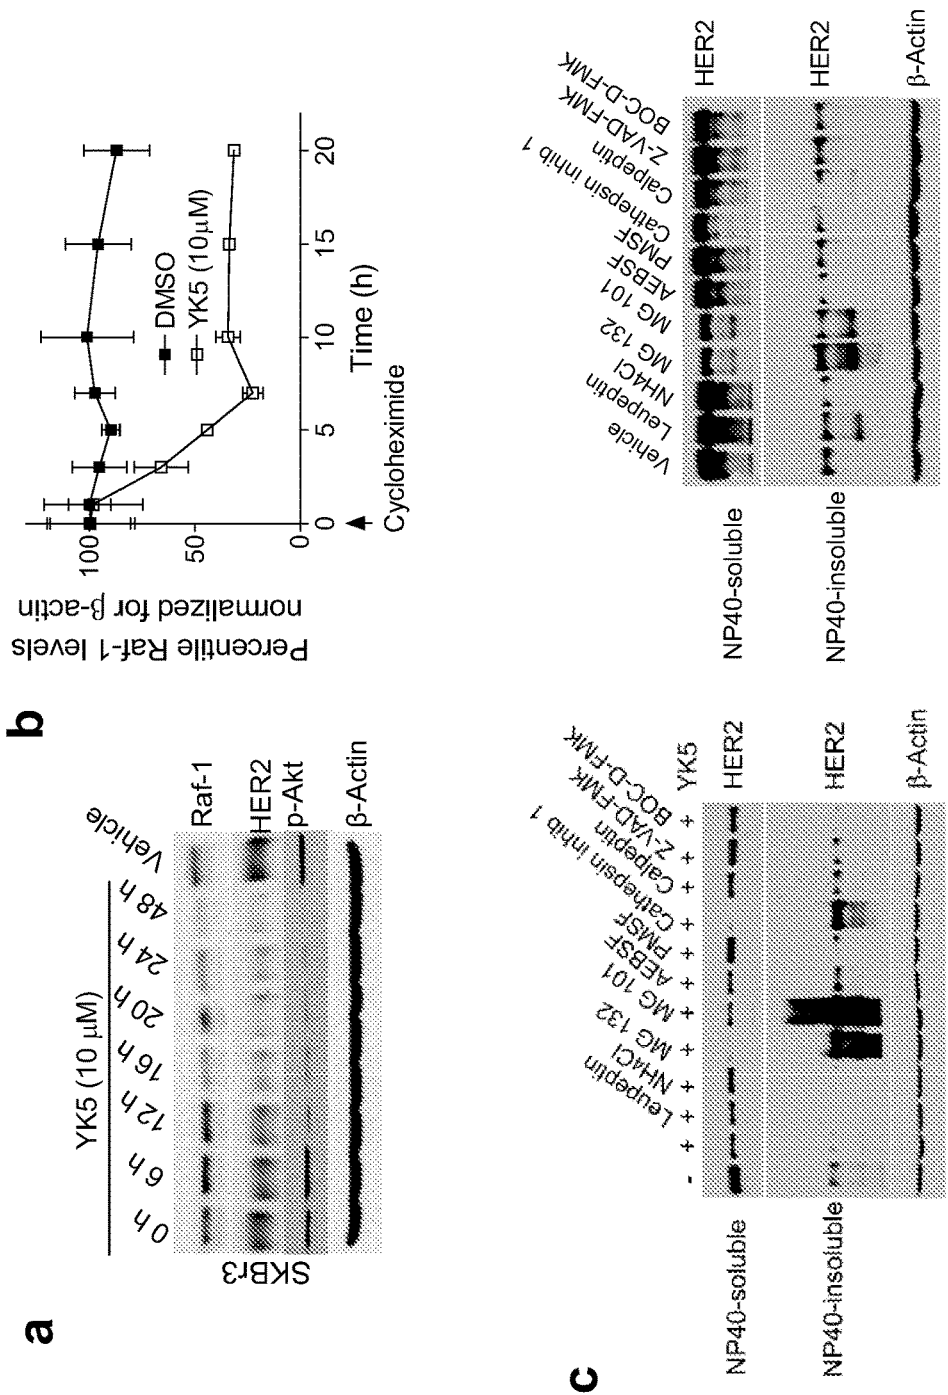 a
YK5 (10 µM)
0 h
6 h
12 h
16 h
20 h
24 h
48 h
Vehicle
SKBr3
Raf-1
HER2
p-Akt
β-Actin
b
Percentile Raf-1 levels
normalized for β-actin
100
50
0
0
5
10
15
20
DMSO
YK5 (10µM)
Time (h)
Cycloheximide
c
Leupeptin
NH4Cl
MG 132
MG 101
AEBSF
PMSF
Cathepsin inhib 1
Calpeptin
Z-VAD-FMK
BOC-D-FMK
- + + + + + + + + + + YK5
NP40-soluble
HER2
NP40-insoluble
HER2
β-Actin
Vehicle
Leupeptin
NH4Cl
MG 132
MG 101
AEBSF
PMSF
Cathepsin inhib 1
Calpeptin
Z-VAD-FMK
BOC-D-FMK
NP40-soluble
HER2
NP40-insoluble
HER2
β-Actin